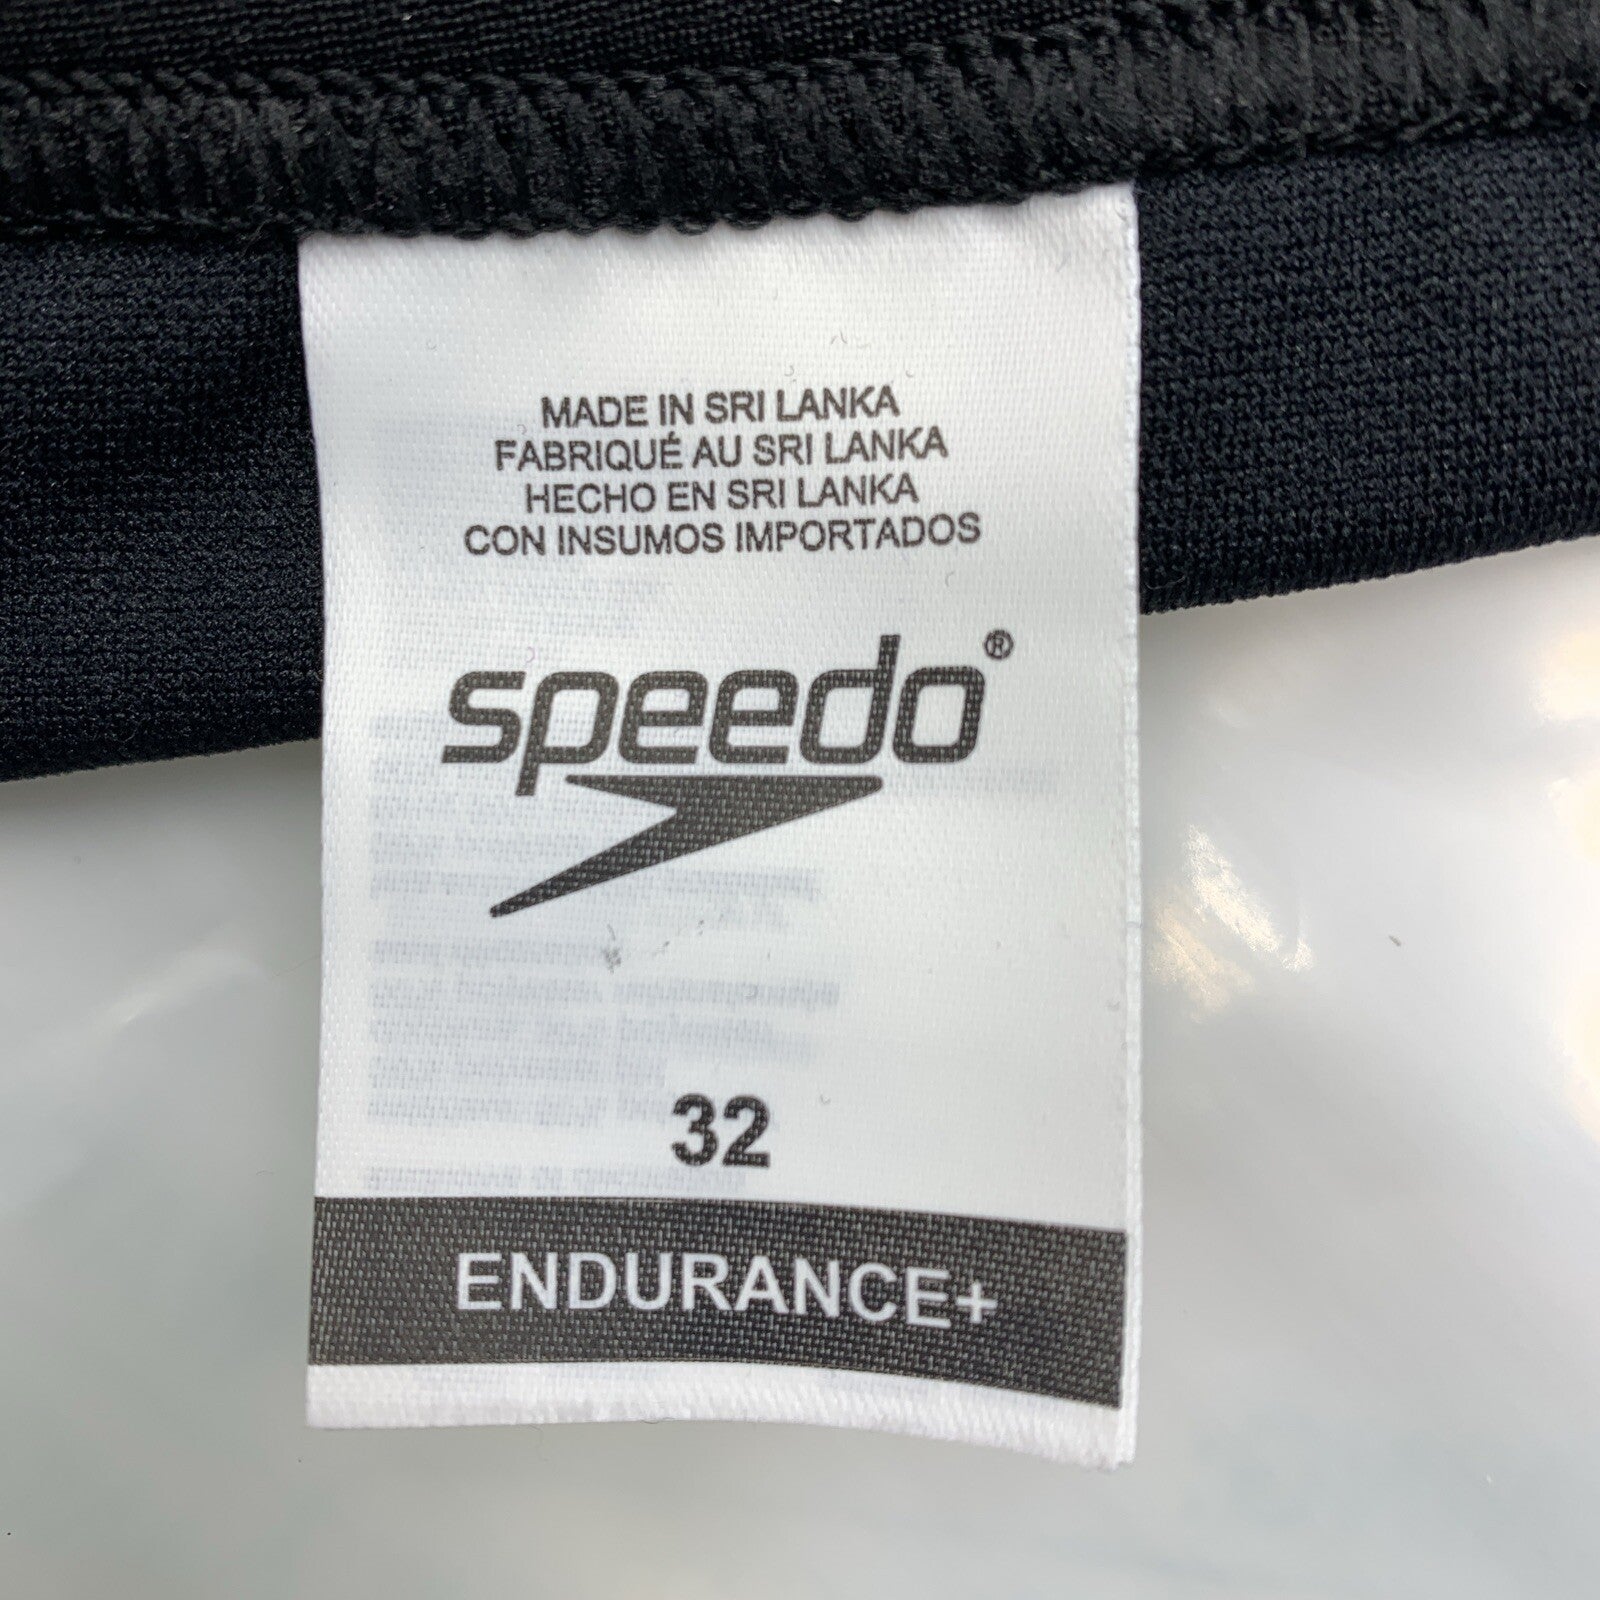 MADE IN SRI LANKA
FABRIQUÉ AU SRI LANKA
HECHO EN SRI LANKA
CON INSUMOS IMPORTADOS
speedo®
32
ENDURANCE+